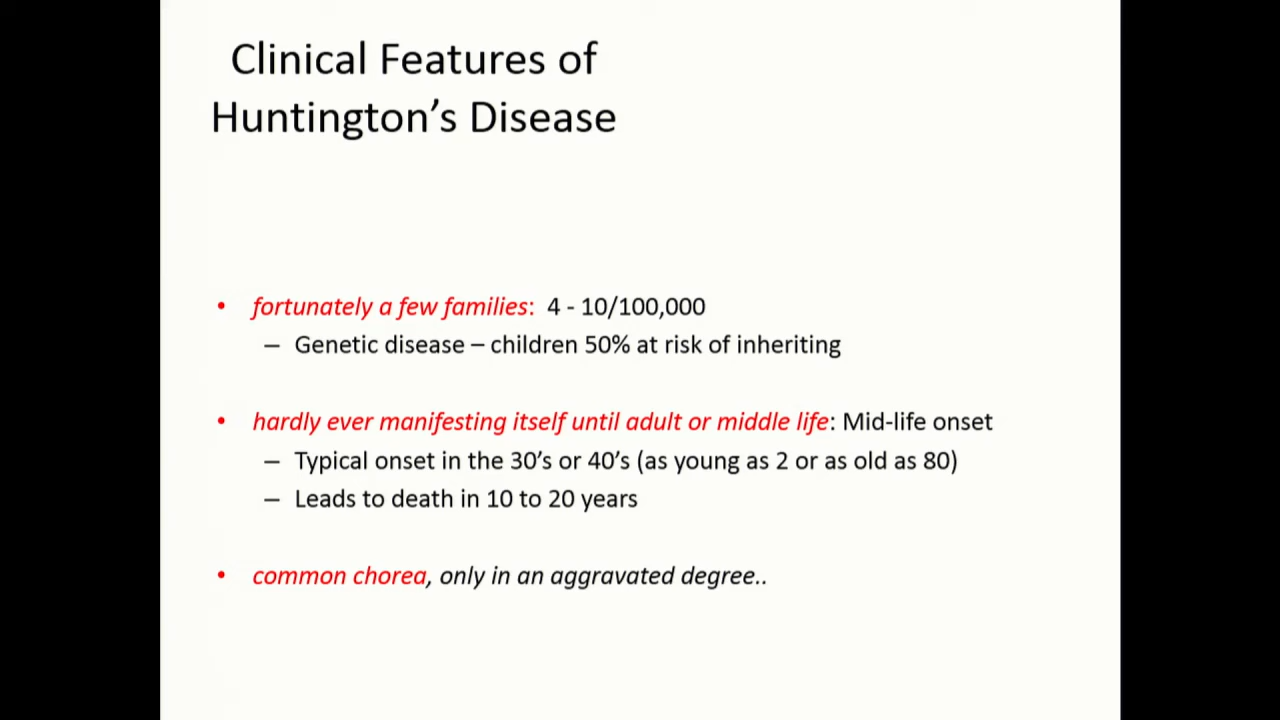 Clinical Features of
Huntington’s Disease
• fortunately a few families: 4 - 10/100,000
– Genetic disease – children 50% at risk of inheriting
• hardly ever manifesting itself until adult or middle life: Mid-life onset
– Typical onset in the 30’s or 40’s (as young as 2 or as old as 80)
– Leads to death in 10 to 20 years
• common chorea, only in an aggravated degree..